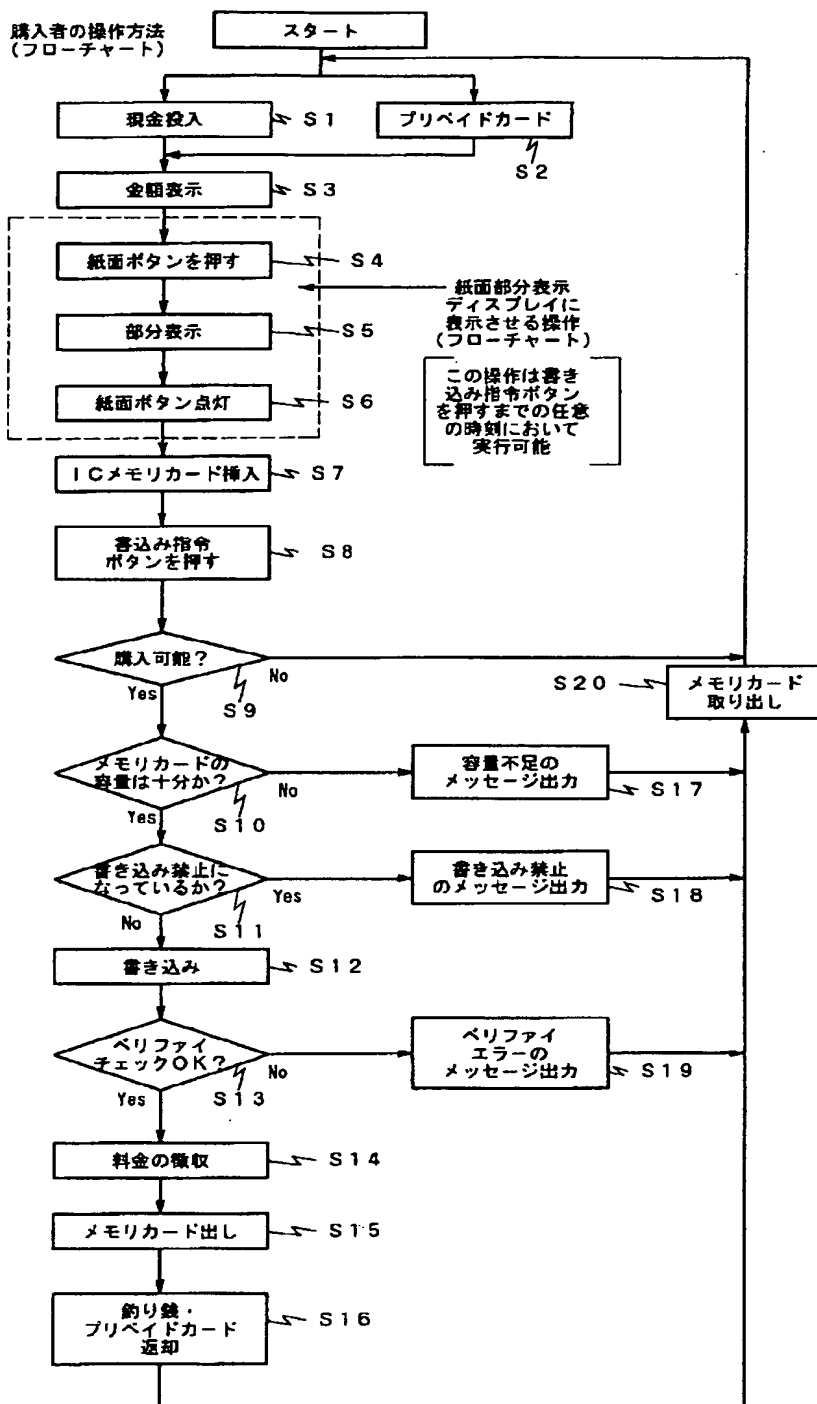 購入者の操作方法
(フローチャート)
スタート
現金投入
S1
プリペイドカード
S2
金額表示
S3
紙面ボタンを押す
S4
部分表示
S5
紙面ボタン点灯
S6
紙面部分表示
ディスプレイに
表示させる操作
(フローチャート)
この操作は書き
込み指令ボタン
を押すまでの任意
の時刻において
実行可能
ICメモリカード挿入
S7
書込み指令
ボタンを押す
S8
購入可能?
No
Yes
S9
S20
メモリカード
取り出し
メモリカードの
容量は十分か?
No
Yes
S10
容量不足の
メッセージ出力
S17
書き込み禁止に
なっているか?
Yes
No
S11
書き込み禁止
のメッセージ出力
S18
書き込み
S12
ベリファイ
チェックOK?
No
Yes
S13
ベリファイ
エラーの
メッセージ出力
S19
料金の徴収
S14
メモリカード出し
S15
釣り銭・
プリペイドカード
返却
S16